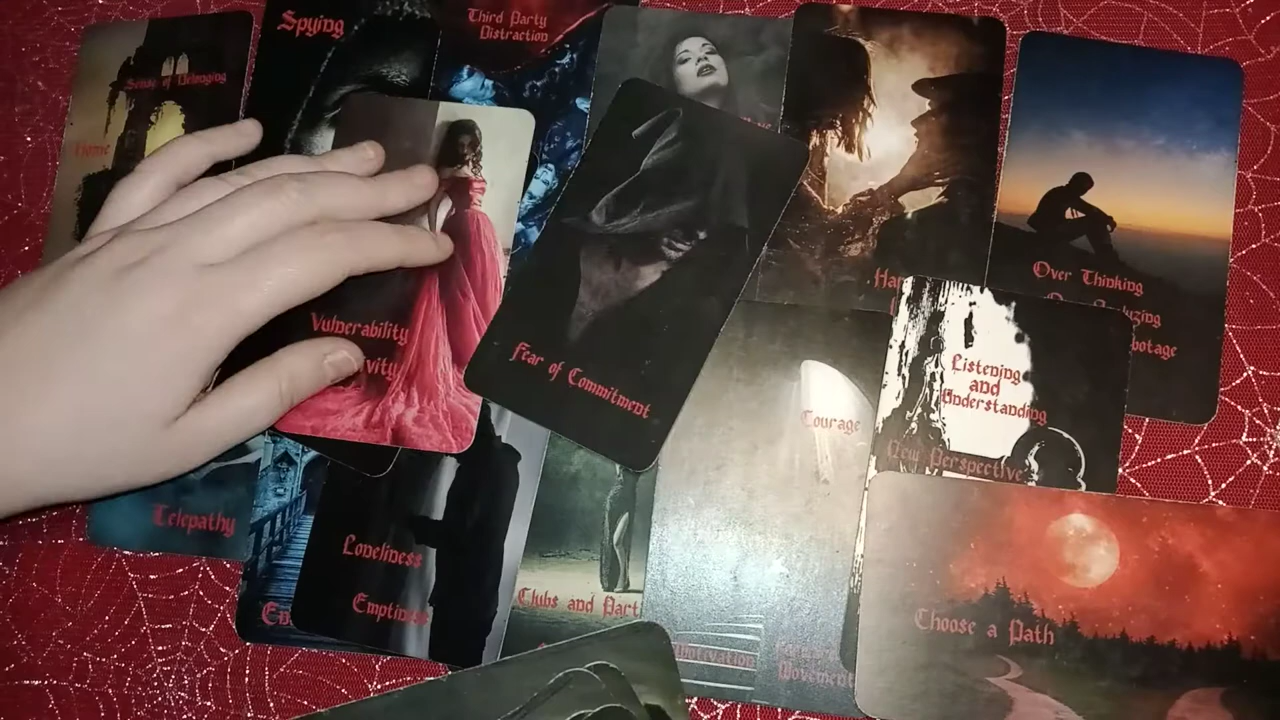 Sense of Belonging
Home
Spying
Third Party
Distraction
Vulnerability
Fear of Commitment
Over Thinking
Courage
Listening
and
Understanding
New Perspective
Telepathy
Loneliness
Emptiness
Clubs and Part
Motivation
Movement
Choose a Path